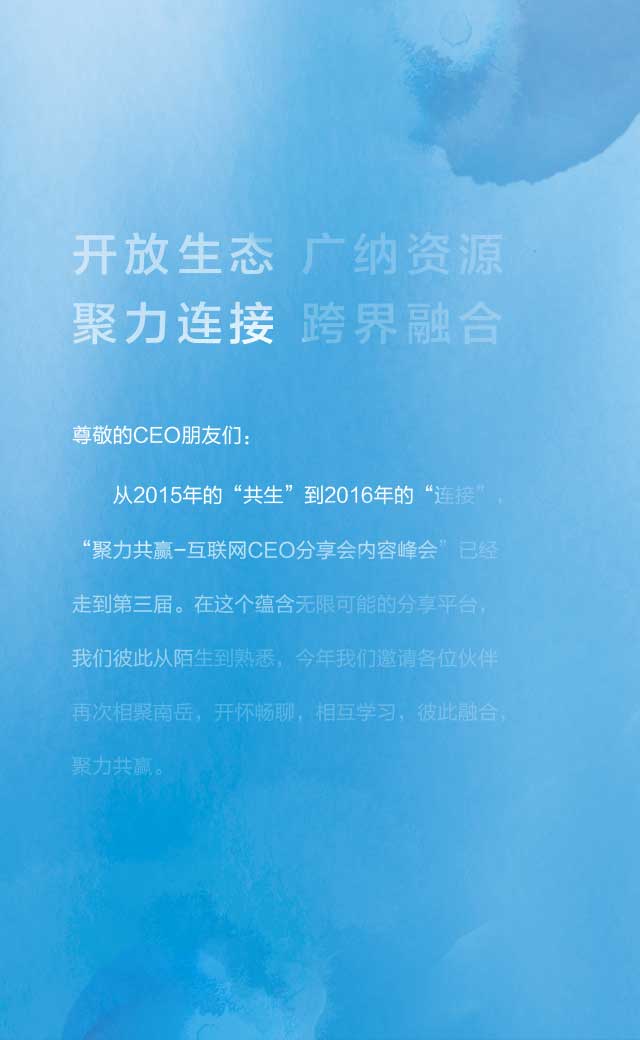 开放生态 广纳资源
聚力连接 跨界融合
尊敬的CEO朋友们：
从2015年的“共生”到2016年的“连接”，
“聚力共赢-互联网CEO分享会内容峰会”已经
走到第三届。在这个蕴含无限可能的分享平台，
我们彼此从陌生到熟悉，今年我们邀请各位伙伴
再次相聚南岳，开怀畅聊，相互学习，彼此融合，
聚力共赢。